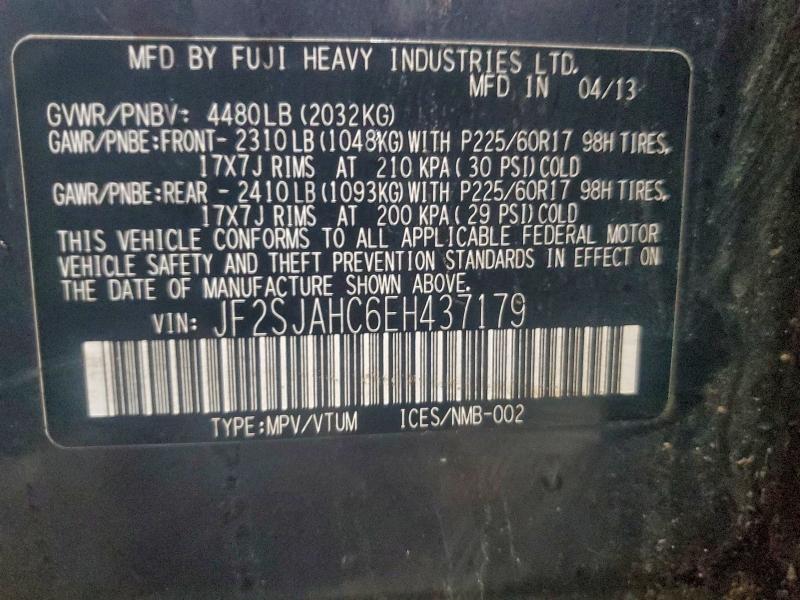 MFD BY FUJI HEAVY INDUSTRIES LTD.
MFD IN 04/13
GVWR/PNBV: 4480LB(2032KG)
GAWR/PNBE:FRONT- 2310LB(1048KG)WITH P225/60R17 98H TIRES,
17X7J RIMS AT 210 KPA(30 PSI)COLD
GAWR/PNBE:REAR - 2410LB(1093KG)WITH P225/60R17 98H TIRES,
17X7J RIMS AT 200 KPA(29 PSI)COLD
THIS VEHICLE CONFORMS TO ALL APPLICABLE FEDERAL MOTOR
VEHICLE SAFETY AND THEFT PREVENTION STANDARDS IN EFFECT ON
THE DATE OF MANUFACTURE SHOWN ABOVE.
VIN: JF2SJAHC6EH437179
TYPE:MPV/VTUM ICES/NMB-002